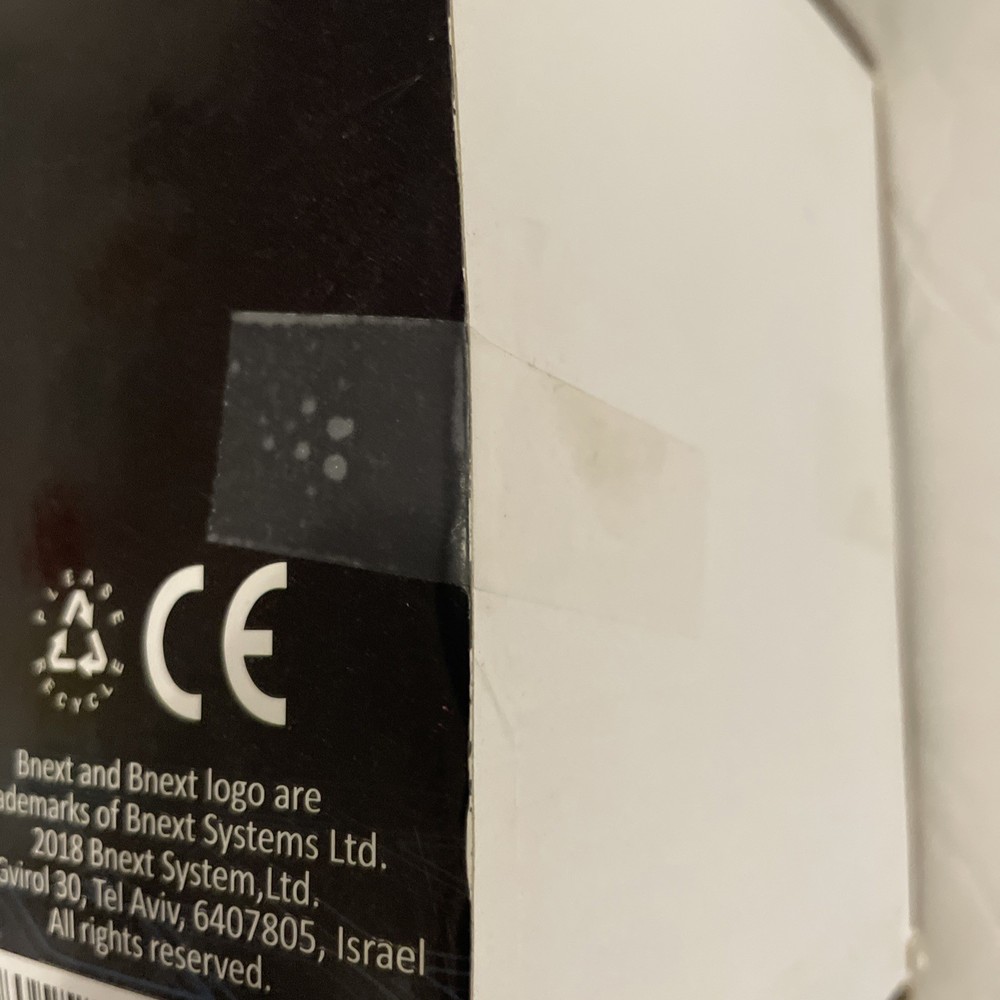 PLEASE
RECYCLE
CE
Bnext and Bnext logo are
ademarks of Bnext Systems Ltd.
2018 Bnext System,Ltd.
Gvirol 30, Tel Aviv, 6407805, Israel
All rights reserved.